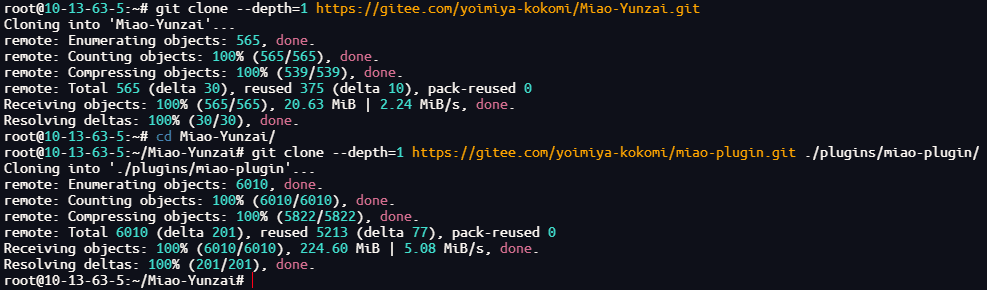 root@10-13-63-5:~# git clone --depth=1 https://gitee.com/yoimiya-kokomi/Miao-Yunzai.git
Cloning into 'Miao-Yunzai'...
remote: Enumerating objects: 565, done.
remote: Counting objects: 100% (565/565), done.
remote: Compressing objects: 100% (539/539), done.
remote: Total 565 (delta 30), reused 375 (delta 10), pack-reused 0
Receiving objects: 100% (565/565), 20.63 MiB | 2.24 MiB/s, done.
Resolving deltas: 100% (30/30), done.
root@10-13-63-5:~# cd Miao-Yunzai/
root@10-13-63-5:~/Miao-Yunzai# git clone --depth=1 https://gitee.com/yoimiya-kokomi/miao-plugin.git ./plugins/miao-plugin/
Cloning into './plugins/miao-plugin'...
remote: Enumerating objects: 6010, done.
remote: Counting objects: 100% (6010/6010), done.
remote: Compressing objects: 100% (5822/5822), done.
remote: Total 6010 (delta 201), reused 5213 (delta 77), pack-reused 0
Receiving objects: 100% (6010/6010), 224.60 MiB | 5.08 MiB/s, done.
Resolving deltas: 100% (201/201), done.
root@10-13-63-5:~/Miao-Yunzai#